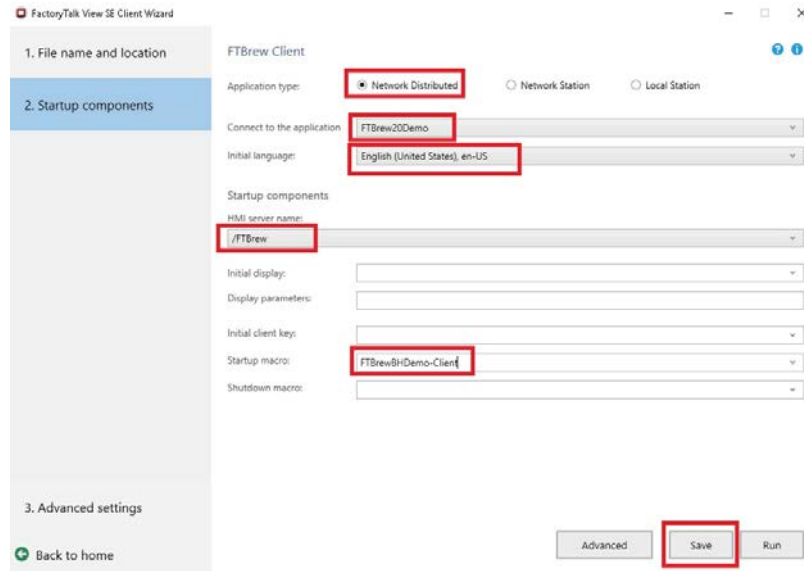 FactoryTalk View SE Client Wizard
1. File name and location
2. Startup components
FTBrew Client
Application type:
Network Distributed
Network Station
Local Station
Connect to the application
FTBrew20Demo
Initial language:
English (United States), en-US
Startup components
HMI server name:
/FTBrew
Initial display:
Display parameters:
Initial client key:
Startup macro:
FTBrewBHDemo-Client
Shutdown macro:
3. Advanced settings
Back to home
Advanced
Save
Run